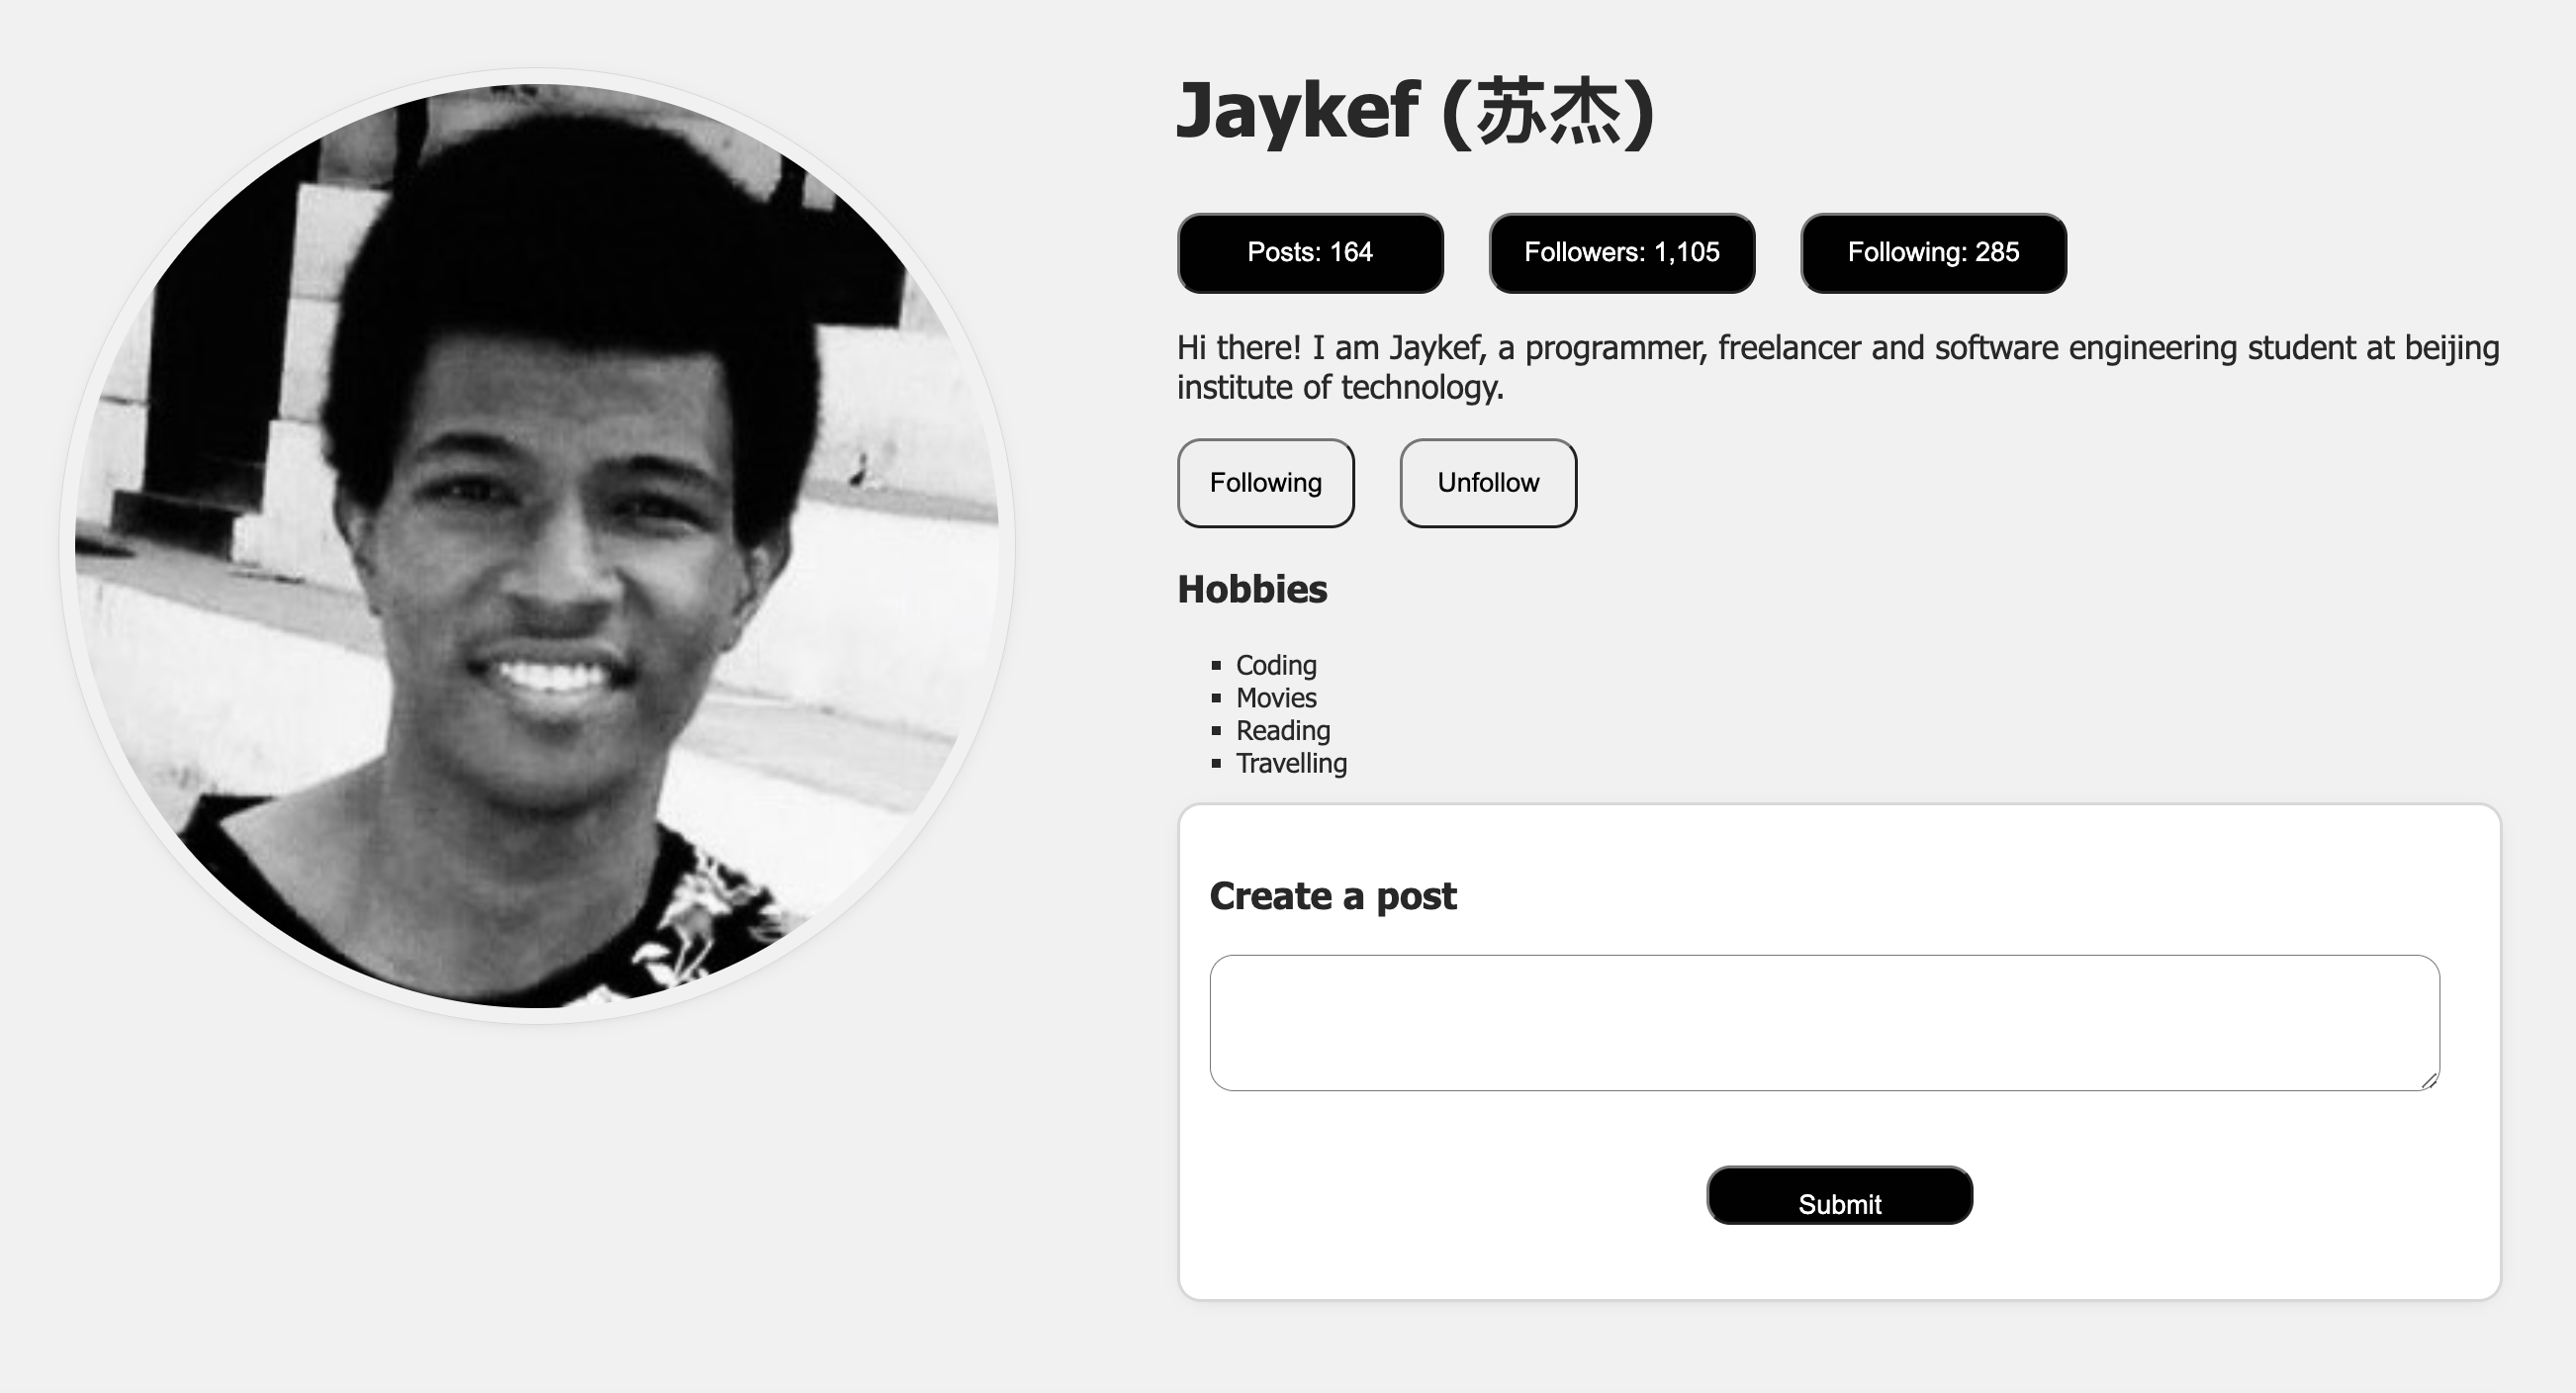 Jaykef (苏杰)
Posts: 164
Followers: 1,105
Following: 285
Hi there! I am Jaykef, a programmer, freelancer and software engineering student at beijing
institute of technology.
Following
Unfollow
Hobbies
Coding
Movies
Reading
Travelling
Create a post
Submit